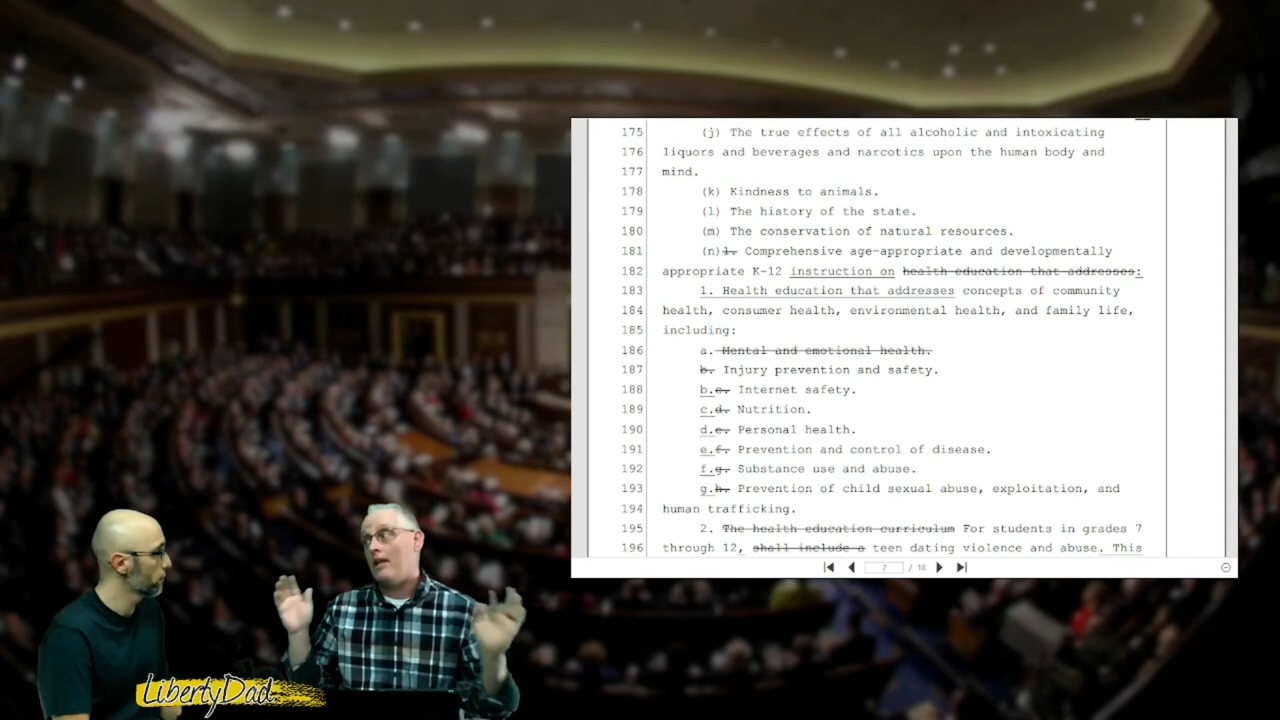 175 (j) The true effects of all alcoholic and intoxicating
176 liquors and beverages and narcotics upon the human body and
177 mind.
178 (k) Kindness to animals.
179 (l) The history of the state.
180 (m) The conservation of natural resources.
181 (n)1. Comprehensive age-appropriate and developmentally
182 appropriate K-12 instruction on health education that addresses:
183 1. Health education that addresses concepts of community
184 health, consumer health, environmental health, and family life,
185 including:
186 a. Mental and emotional health.
187 b. Injury prevention and safety.
188 b.c. Internet safety.
189 c.d. Nutrition.
190 d.e. Personal health.
191 e.f. Prevention and control of disease.
192 f.g. Substance use and abuse.
193 g.h. Prevention of child sexual abuse, exploitation, and
194 human trafficking.
195 2. The health education curriculum For students in grades 7
196 through 12, shall include a teen dating violence and abuse. This
7 / 18
LibertyDad